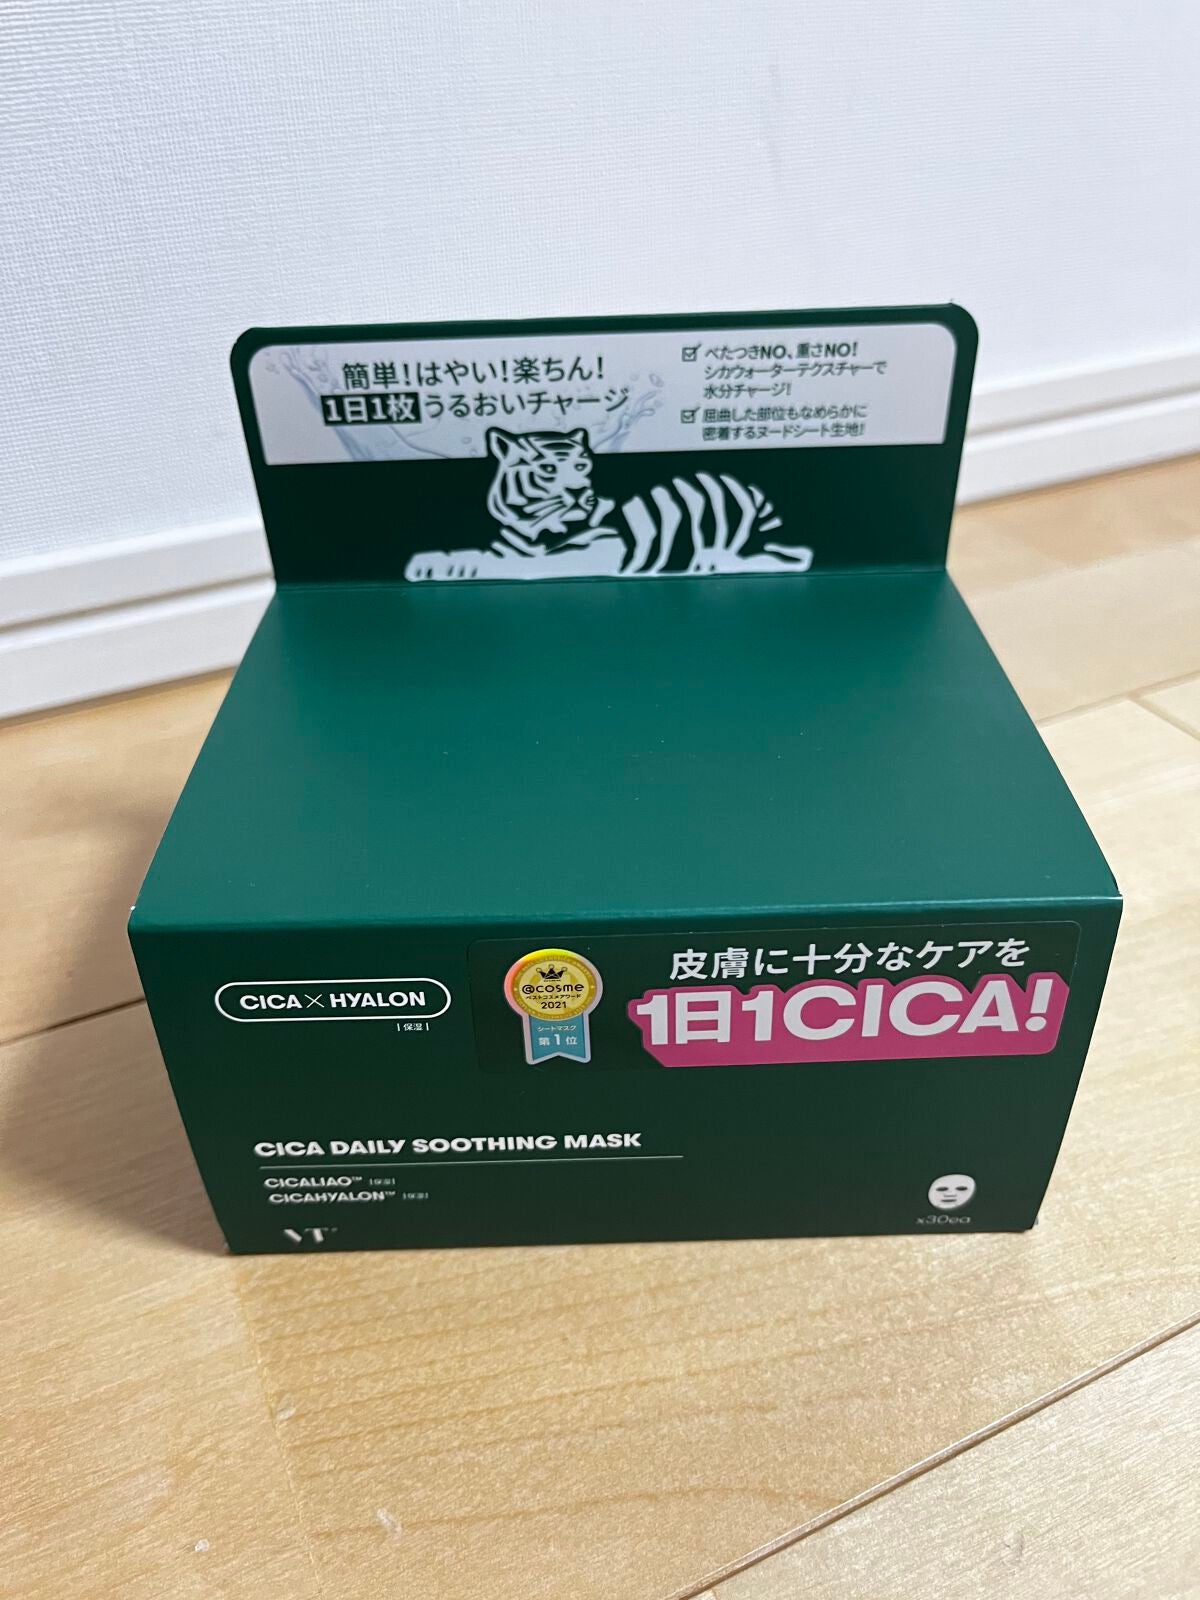 簡単!はやい!楽ちん!
1日1枚うるおいチャージ
べたつきNO、重さNO!
シカウォーターテクスチャーで
水分チャージ!
屈曲した部位もなめらかに
密着するヌードシート生地!
CICA×HYALON
|保湿|
@cosme
ベストコスメアワード
2021
シートマスク
第1位
皮膚に十分なケアを
1日1CICA!
CICA DAILY SOOTHING MASK
CICALIAO™ |保湿|
CICAHYALON™ |保湿|
VT
x30ea